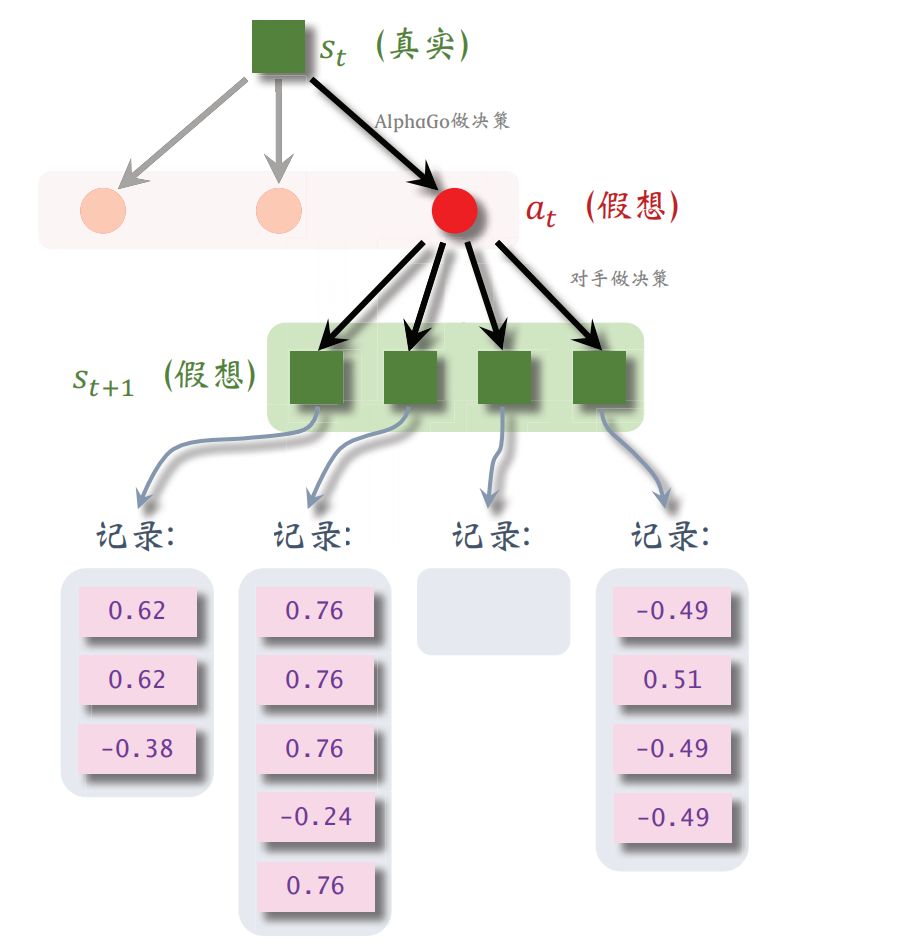 s_t (真实)
AlphaGo做决策
a_t (假想)
对手做决策
s_{t+1} (假想)
记录: 记录: 记录: 记录:
0.62 0.76 -0.49
0.62 0.76 0.51
-0.38 0.76 -0.49
-0.24 -0.49
0.76